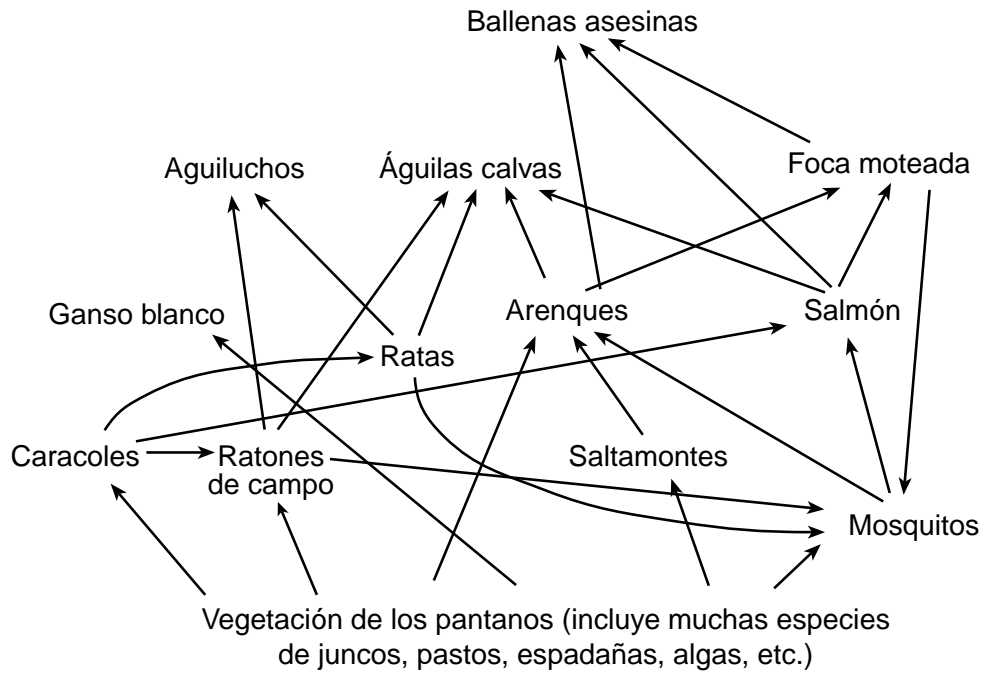 Ballenas asesinas
Aguiluchos
Águilas calvas
Foca moteada
Ganso blanco
Arenques
Salmón
Ratas
Caracoles
Ratones
de campo
Saltamontes
Mosquitos
Vegetación de los pantanos (incluye muchas especies
de juncos, pastos, espadañas, algas, etc.)